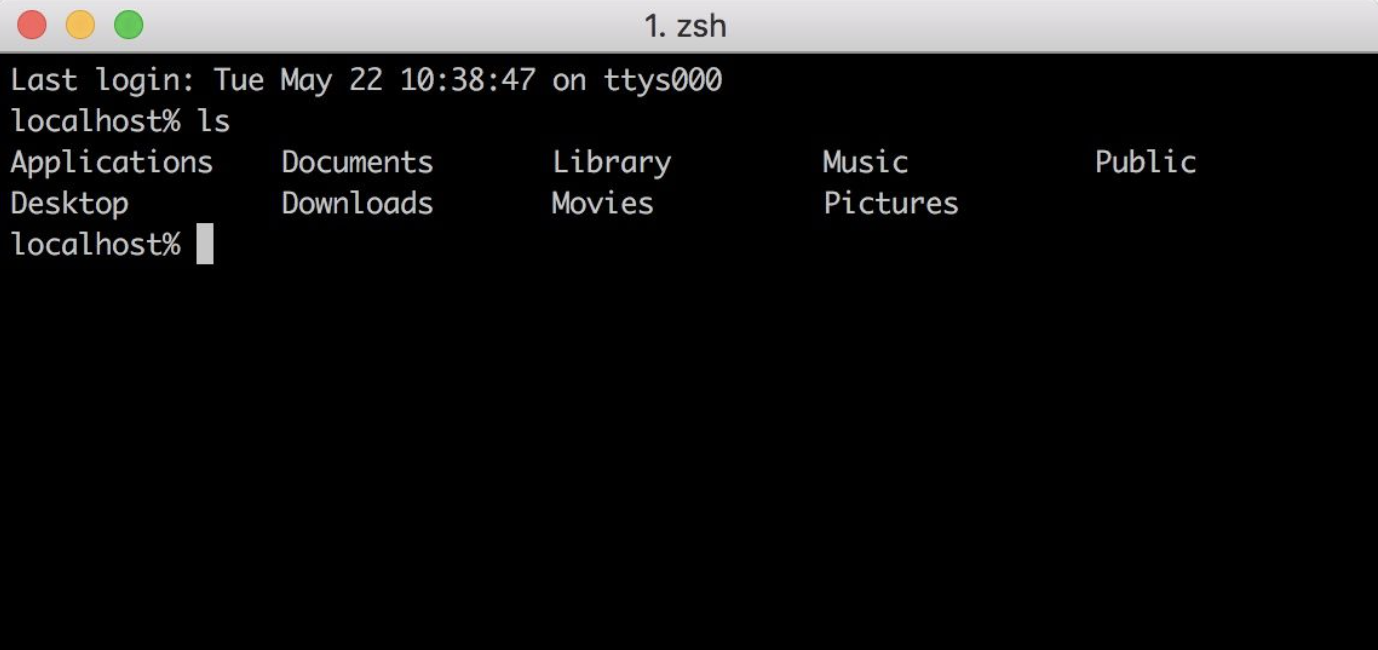 1. zsh
Last login: Tue May 22 10:38:47 on ttys000
localhost% ls
Applications    Documents       Library         Music           Public
Desktop         Downloads       Movies          Pictures
localhost%